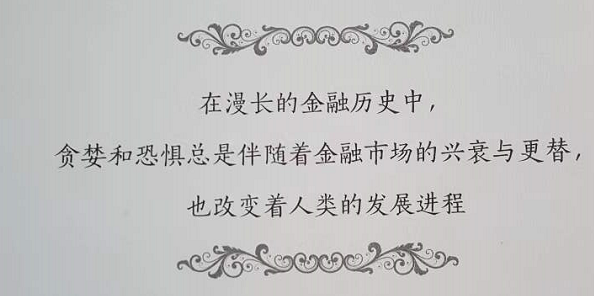 在漫长的金融历史中，
贪婪和恐惧总是伴随着金融市场的兴衰与更替，
也改变着人类的发展进程